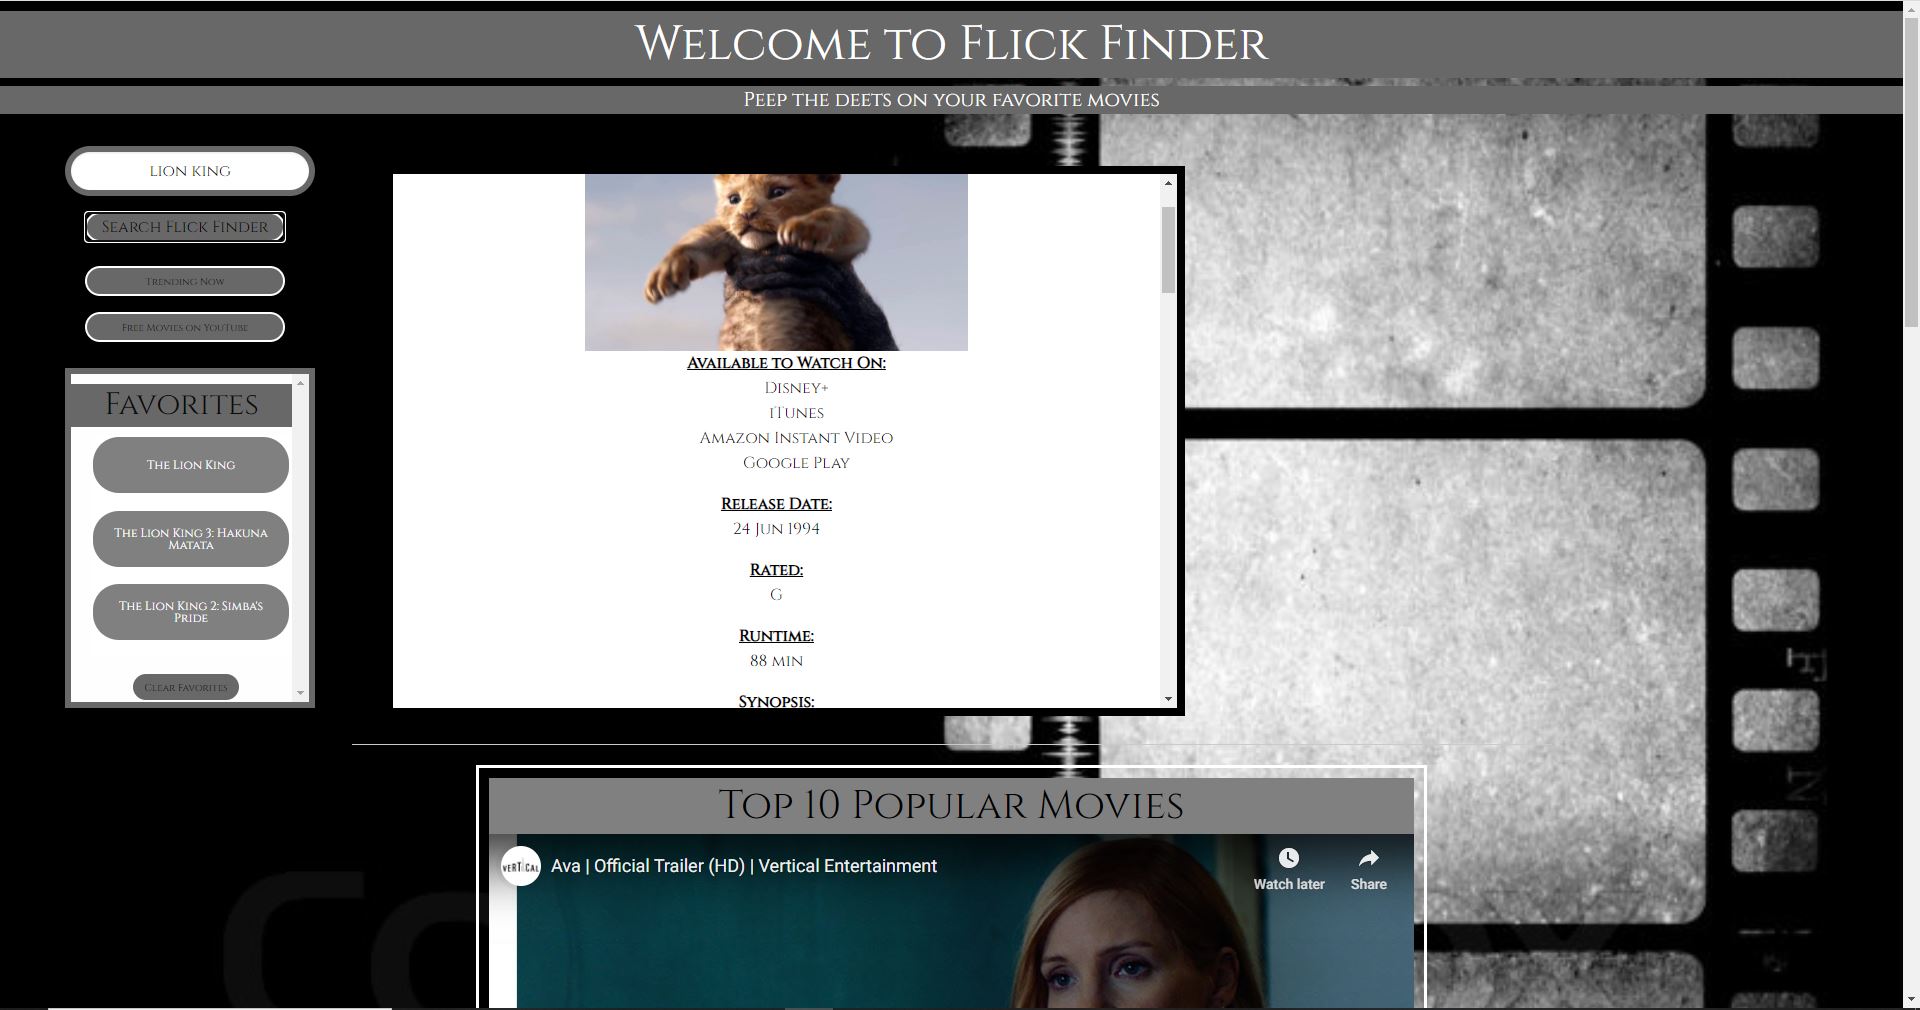 Welcome to Flick Finder
Peep the deets on your favorite movies
lion king
Search Flick Finder
Trending Now
Free Movies on YouTube
Favorites
The Lion King
The Lion King 3: Hakuna
Matata
The Lion King 2: Simba's
Pride
Clear Favorites
Available to Watch On:
Disney+
iTunes
Amazon Instant Video
Google Play
Release Date:
24 Jun 1994
Rated:
G
Runtime:
88 min
Synopsis:
Top 10 Popular Movies
VERTICAL
Ava | Official Trailer (HD) | Vertical Entertainment
Watch later
Share
F
N